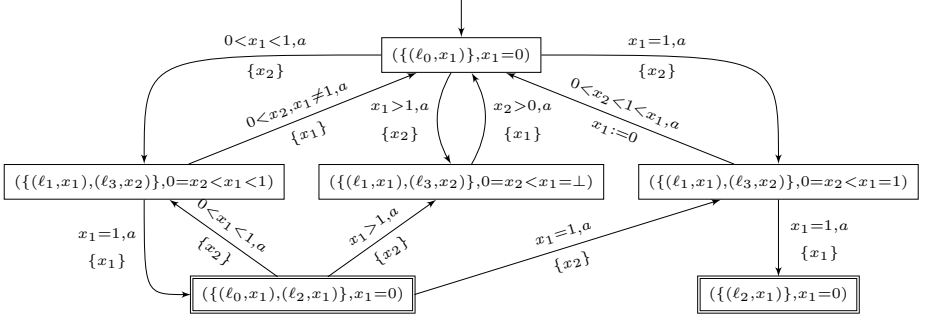 0<x₁<1,a
{x₂}
({(ℓ₀,x₁)},x₁=0)
x₁=1,a
{x₂}
0<x₂,x₁≠1,a
{x₁}
x₁>1,a
{x₂}
x₂>0,a
{x₁}
0<x₂<1<x₁,a
x₁:=0
({(ℓ₁,x₁),(ℓ₃,x₂)},0=x₂<x₁<1)
({(ℓ₁,x₁),(ℓ₃,x₂)},0=x₂<x₁=⊥)
({(ℓ₁,x₁),(ℓ₃,x₂)},0=x₂<x₁=1)
x₁=1,a
{x₁}
0<x₁<1,a
{x₂}
x₁>1,a
{x₂}
x₁=1,a
{x₂}
x₁=1,a
{x₁}
({(ℓ₀,x₁),(ℓ₂,x₁)},x₁=0)
({(ℓ₂,x₁)},x₁=0)